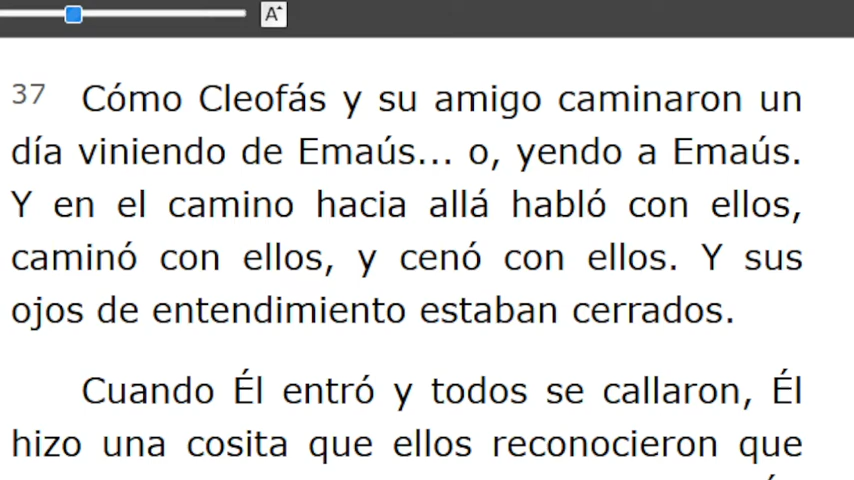 A
37 Cómo Cleofás y su amigo caminaron un
día viniendo de Emaús... o, yendo a Emaús.
Y en el camino hacia allá habló con ellos,
caminó con ellos, y cenó con ellos. Y sus
ojos de entendimiento estaban cerrados.
Cuando Él entró y todos se callaron, Él
hizo una cosita que ellos reconocieron que